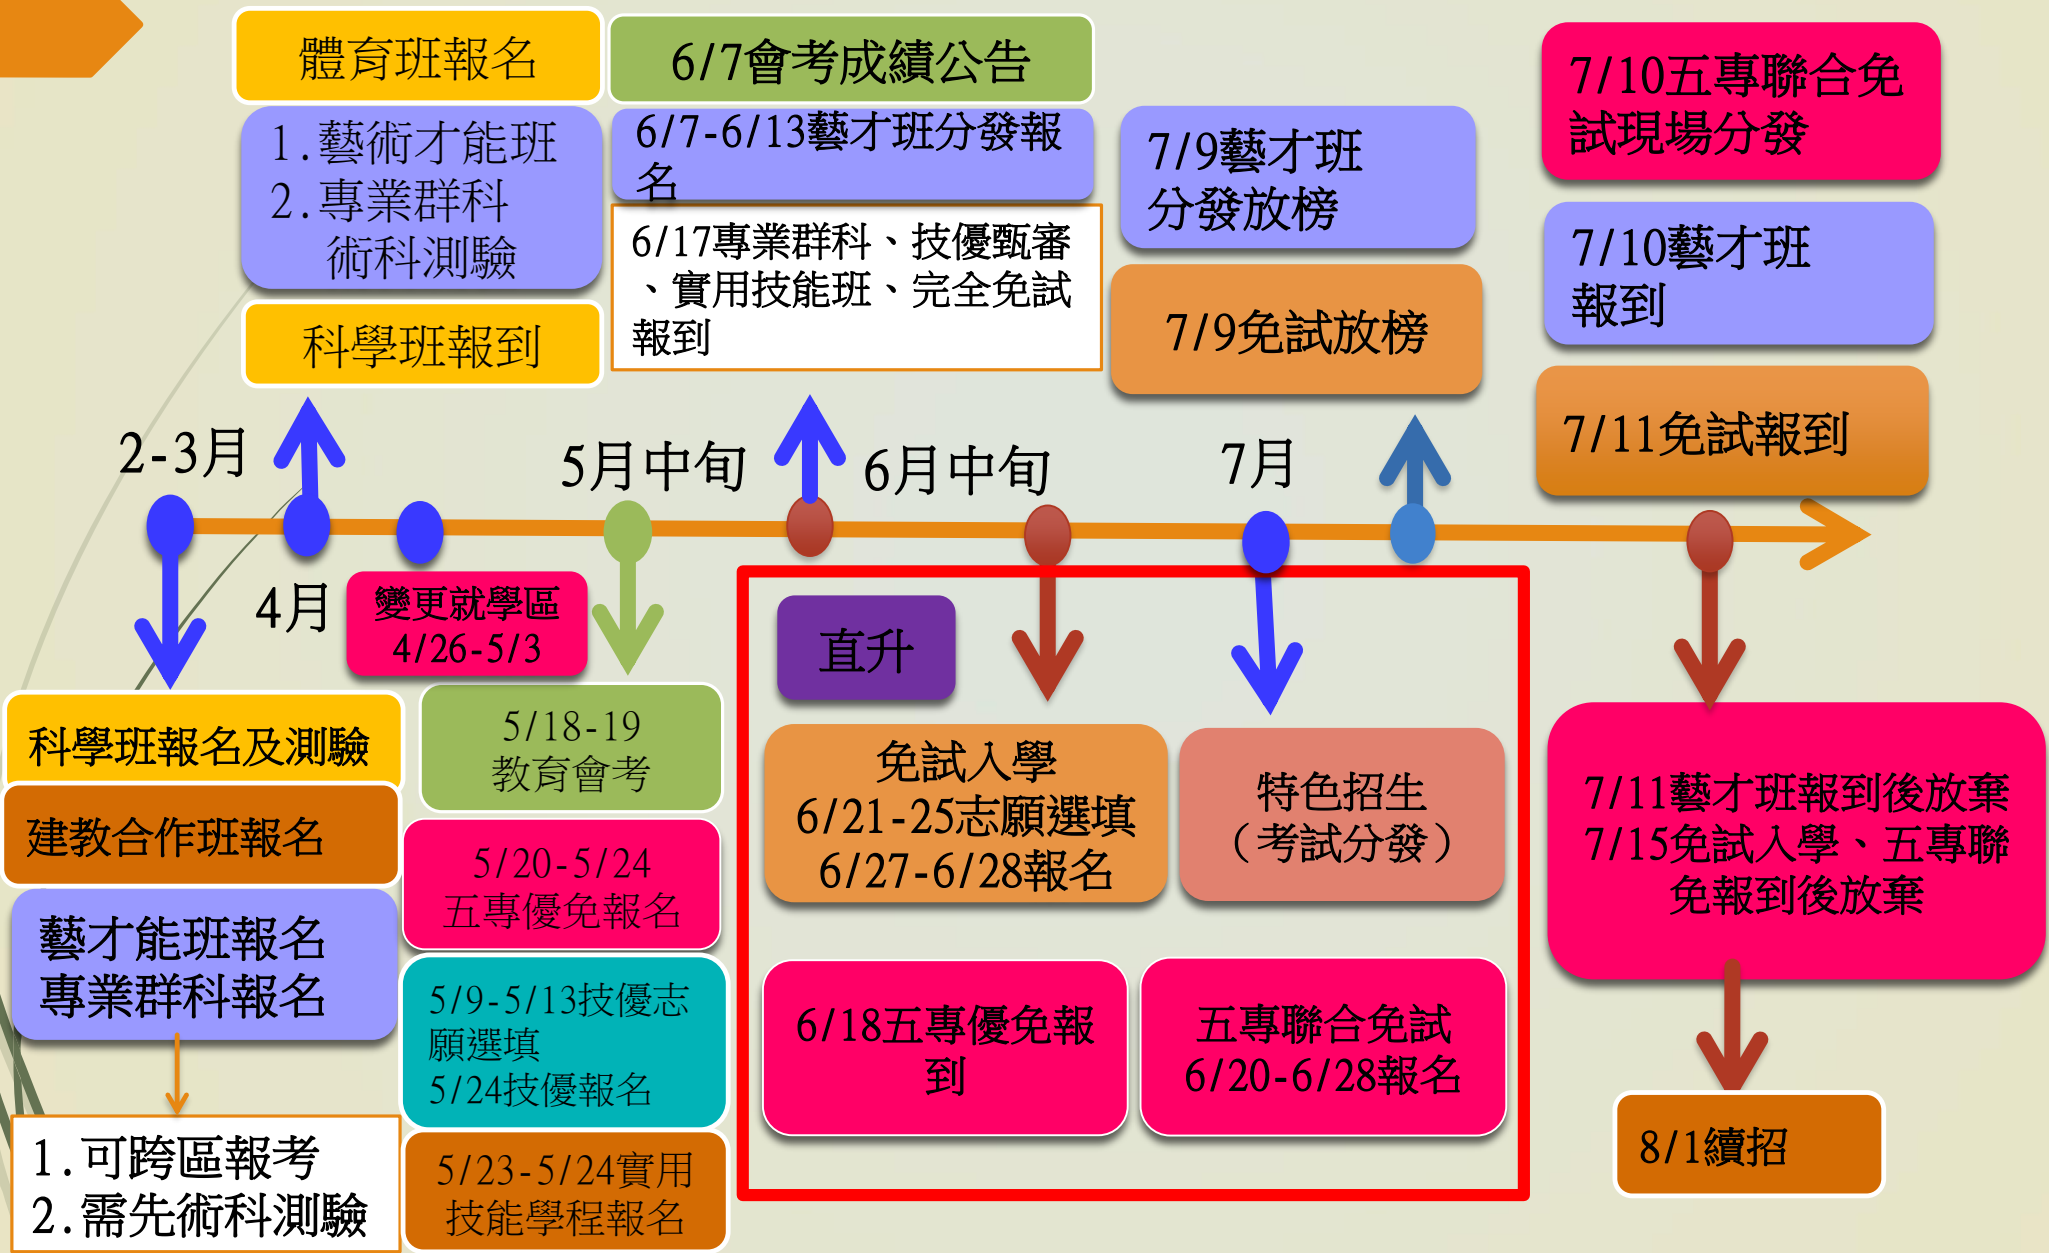 體育班報名
1.藝術才能班
2.專業群科
術科測驗
科學班報到
6/7會考成績公告
6/7-6/13藝才班分發報
名
6/17專業群科、技優甄審
、實用技能班、完全免試
報到
7/9藝才班
分發放榜
7/9免試放榜
7/10五專聯合免
試現場分發
7/10藝才班
報到
7/11免試報到
2-3月
5月中旬
6月中旬
7月
4月
變更就學區
4/26-5/3
科學班報名及測驗
建教合作班報名
藝才能班報名
專業群科報名
1.可跨區報考
2.需先術科測驗
5/18-19
教育會考
5/20-5/24
五專優免報名
5/9-5/13技優志
願選填
5/24技優報名
5/23-5/24實用
技能學程報名
直升
免試入學
6/21-25志願選填
6/27-6/28報名
特色招生
（考試分發）
6/18五專優免報
到
五專聯合免試
6/20-6/28報名
7/11藝才班報到後放棄
7/15免試入學、五專聯
免報到後放棄
8/1續招